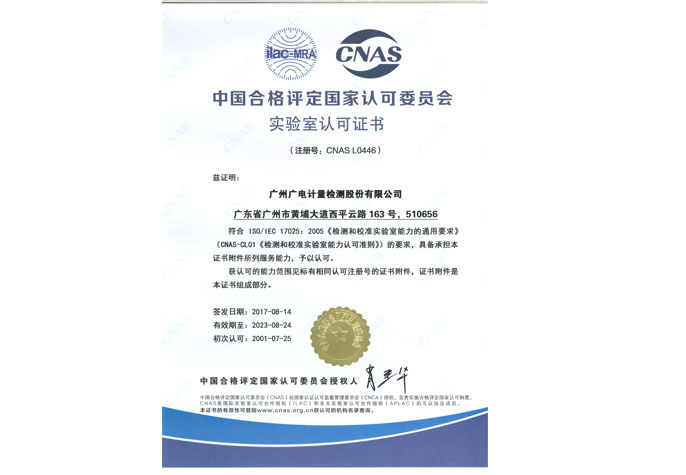 ilac-MRA
CNAS
中国合格评定国家认可委员会
实验室认可证书
（注册号：CNAS L0446）
兹证明：
广州广电计量检测股份有限公司
广东省广州市黄埔大道西平云路 163 号，510656
符合 ISO/IEC 17025：2005《检测和校准实验室能力的通用要求》
（CNAS-CL01《检测和校准实验室能力认可准则》）的要求，具备承担本
证书附件所列服务能力，予以认可。
获认可的能力范围见标有相同认可注册号的证书附件，证书附件是
本证书组成部分。
签发日期：2017-08-14
有效期至：2023-08-24
初次认可：2001-07-25
中国合格评定国家认可委员会授权人
中国合格评定国家认可委员会（CNAS）经国家认证认可监督管理委员会（CNCA）授权，负责实施合格评定国家认可制度。
CNAS是国际实验室认可合作组织（ILAC）和亚太实验室认可合作组织（APLAC）的互认协议成员。
本证书的有效性可登陆www.cnas.org.cn获认可的机构名录查询。